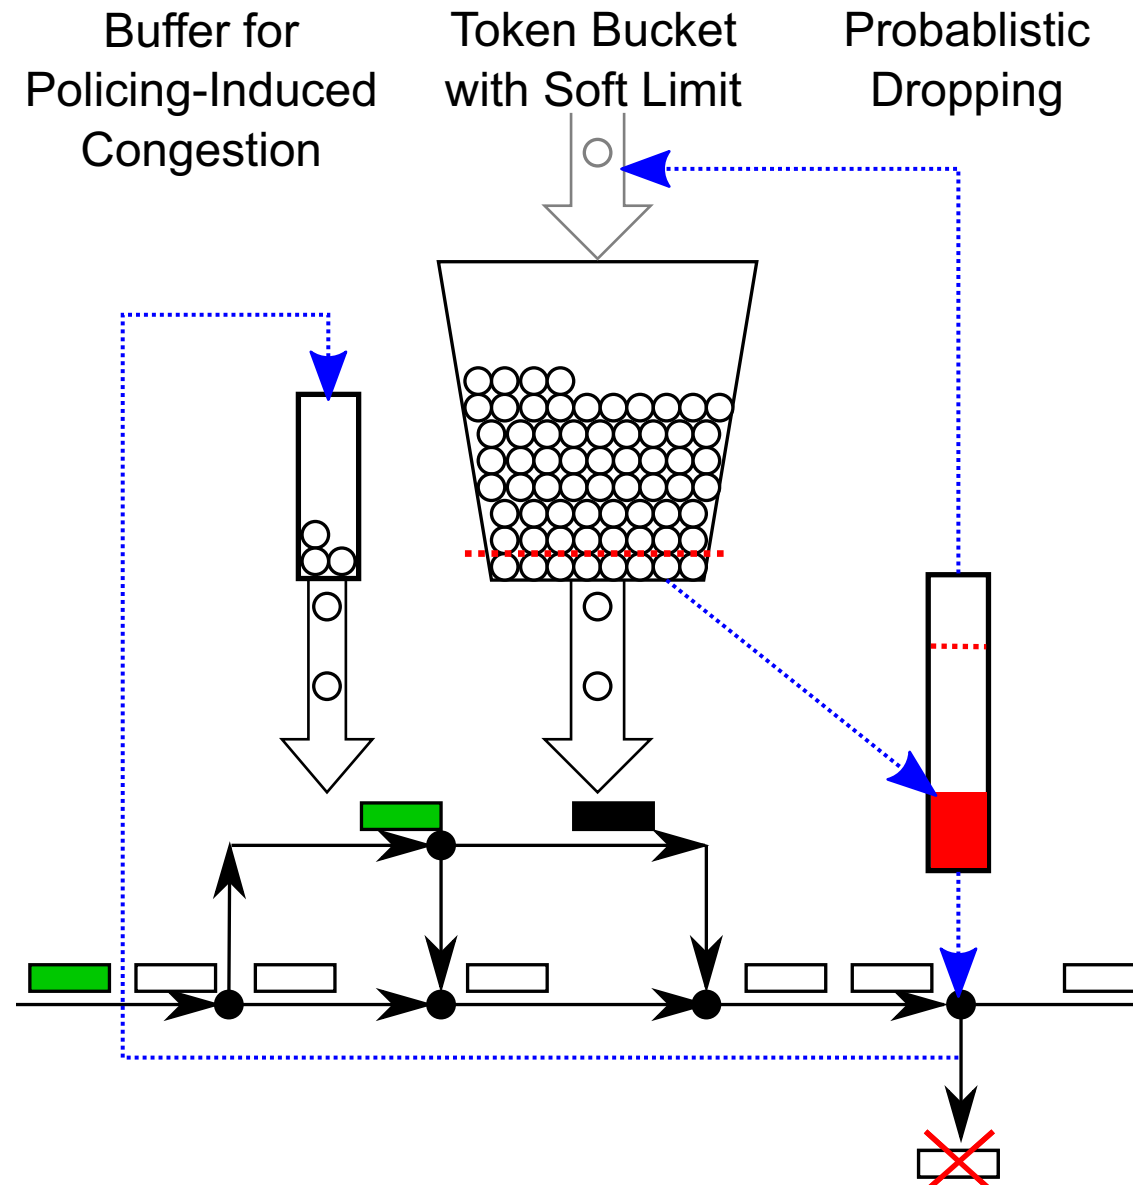 Buffer for
Policing-Induced
Congestion
Token Bucket
with Soft Limit
Probablistic
Dropping